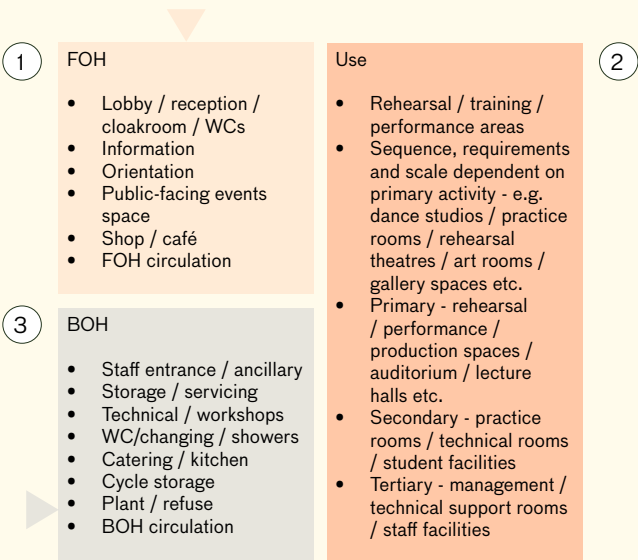 1
FOH
• Lobby / reception /
cloakroom / WCs
• Information
• Orientation
• Public-facing events
space
• Shop / café
• FOH circulation
2
Use
• Rehearsal / training /
performance areas
• Sequence, requirements
and scale dependent on
primary activity - e.g.
dance studios / practice
rooms / rehearsal
theatres / art rooms /
gallery spaces etc.
• Primary - rehearsal
/ performance /
production spaces /
auditorium / lecture
halls etc.
• Secondary - practice
rooms / technical rooms
/ student facilities
• Tertiary - management /
technical support rooms
/ staff facilities
3
BOH
• Staff entrance / ancillary
• Storage / servicing
• Technical / workshops
• WC/changing / showers
• Catering / kitchen
• Cycle storage
• Plant / refuse
• BOH circulation